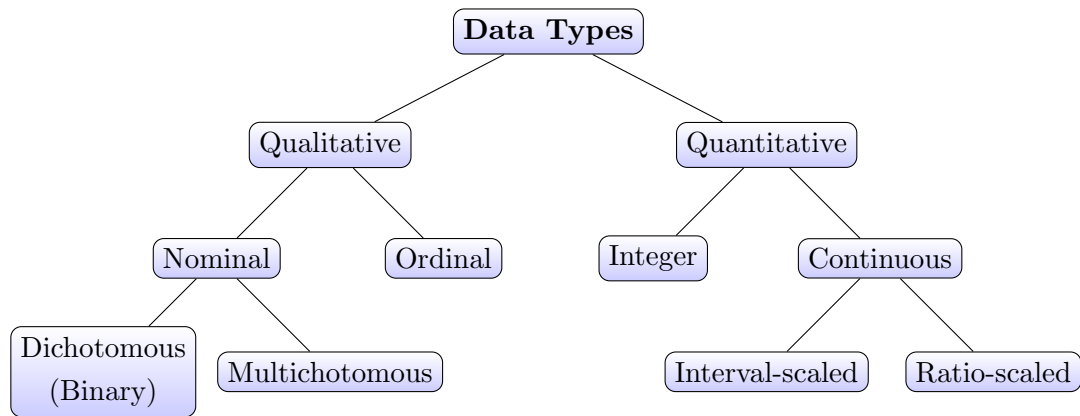 Data Types
Qualitative
Quantitative
Nominal
Ordinal
Integer
Continuous
Dichotomous
(Binary)
Multichotomous
Interval-scaled
Ratio-scaled